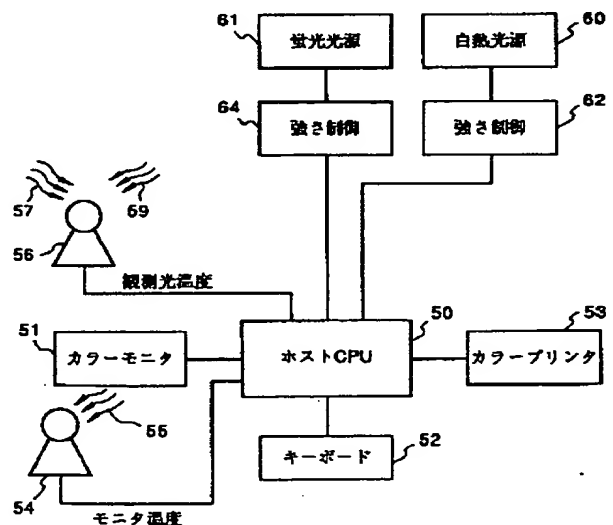 61
蛍光光源
60
白熱光源
64
強さ制御
62
強さ制御
57
59
56
観測光温度
50
53
51
カラーモニタ
ホストCPU
カラープリンタ
55
52
キーボード
54
モニタ温度